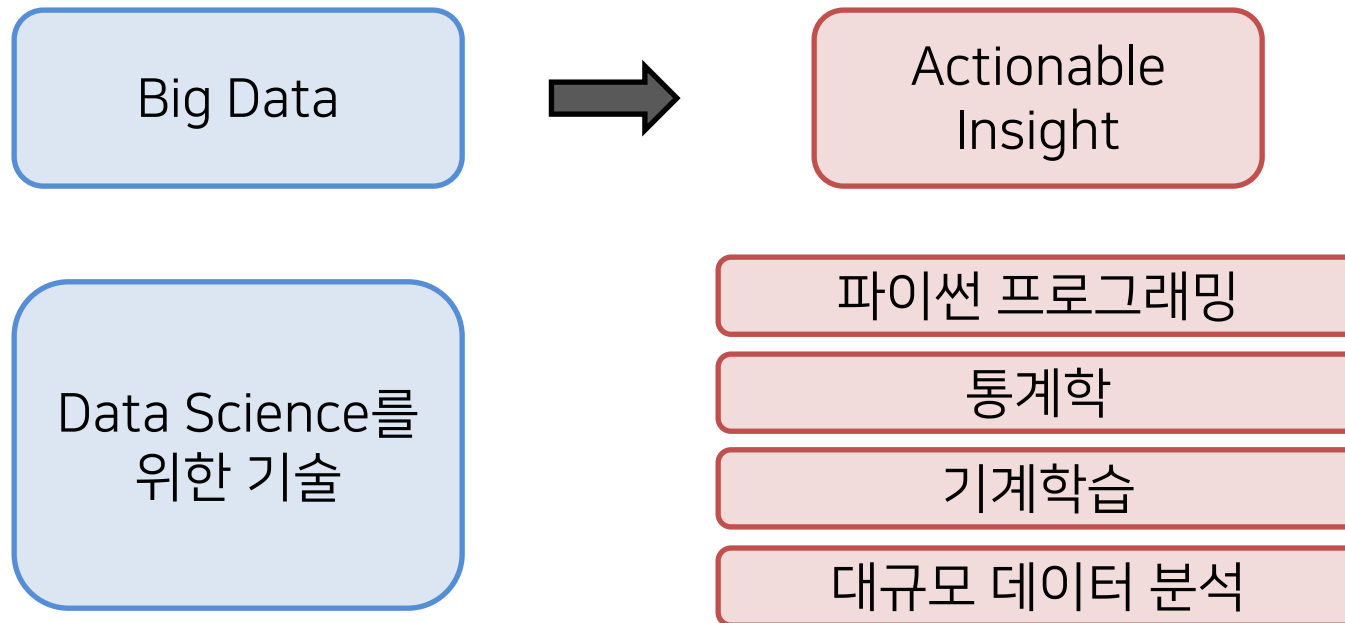 Big Data
Actionable
Insight
Data Science를
위한 기술
파이썬 프로그래밍
통계학
기계학습
대규모 데이터 분석